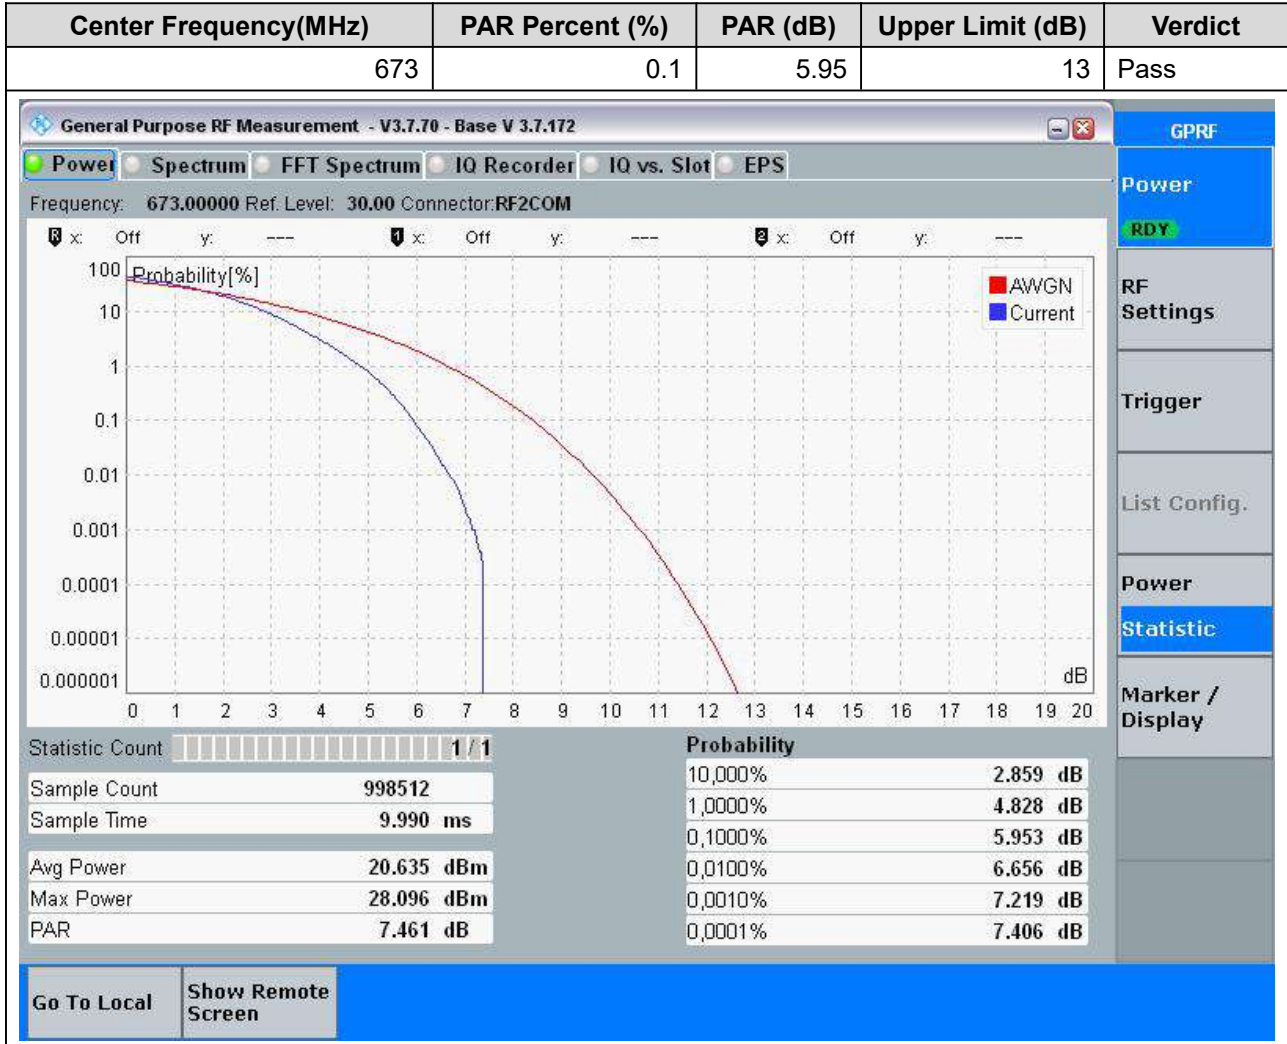 Center Frequency(MHz) PAR Percent (%) PAR (dB) Upper Limit (dB) Verdict
673 0.1 5.95 13 Pass
General Purpose RF Measurement - V3.7.70 - Base V 3.7.172
GPRF
Power Spectrum FFT Spectrum IQ Recorder IQ vs. Slot EPS
Frequency: 673.00000 Ref. Level: 30.00 Connector:RF2COM
R x: Off y: --- 1 x: Off y: --- 2 x: Off y: ---
Probability[%]
AWGN
Current
100
10
1
0.1
0.01
0.001
0.0001
0.00001
0.000001
dB
0 1 2 3 4 5 6 7 8 9 10 11 12 13 14 15 16 17 18 19 20
Statistic Count 1 / 1
Sample Count 998512
Sample Time 9.990 ms
Avg Power 20.635 dBm
Max Power 28.096 dBm
PAR 7.461 dB
Probability
10,000% 2.859 dB
1,0000% 4.828 dB
0,1000% 5.953 dB
0,0100% 6.656 dB
0,0010% 7.219 dB
0,0001% 7.406 dB
Power
RDY
RF
Settings
Trigger
List Config.
Power
Statistic
Marker /
Display
Go To Local
Show Remote
Screen